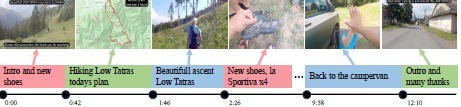 Intro and new
shoes
Hiking Low Tatras
todays plan
Beautifull ascent
Low Tatras
New shoes, la
Sportiva x4
...
Back to the campervan
Outro and
many thanks
0:00
0:42
1:46
2:26
9:58
12:10